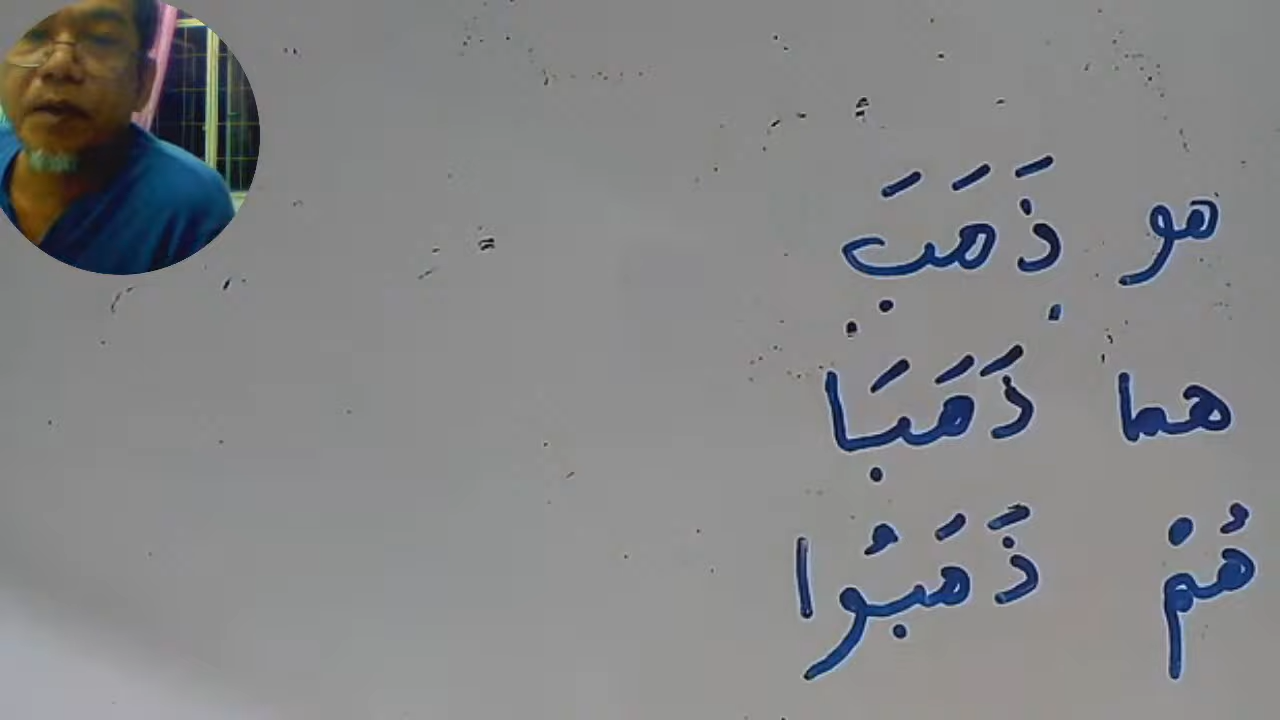 هو ذَهَبَ
هما ذَهَبَا
هُمْ ذَهَبُوا